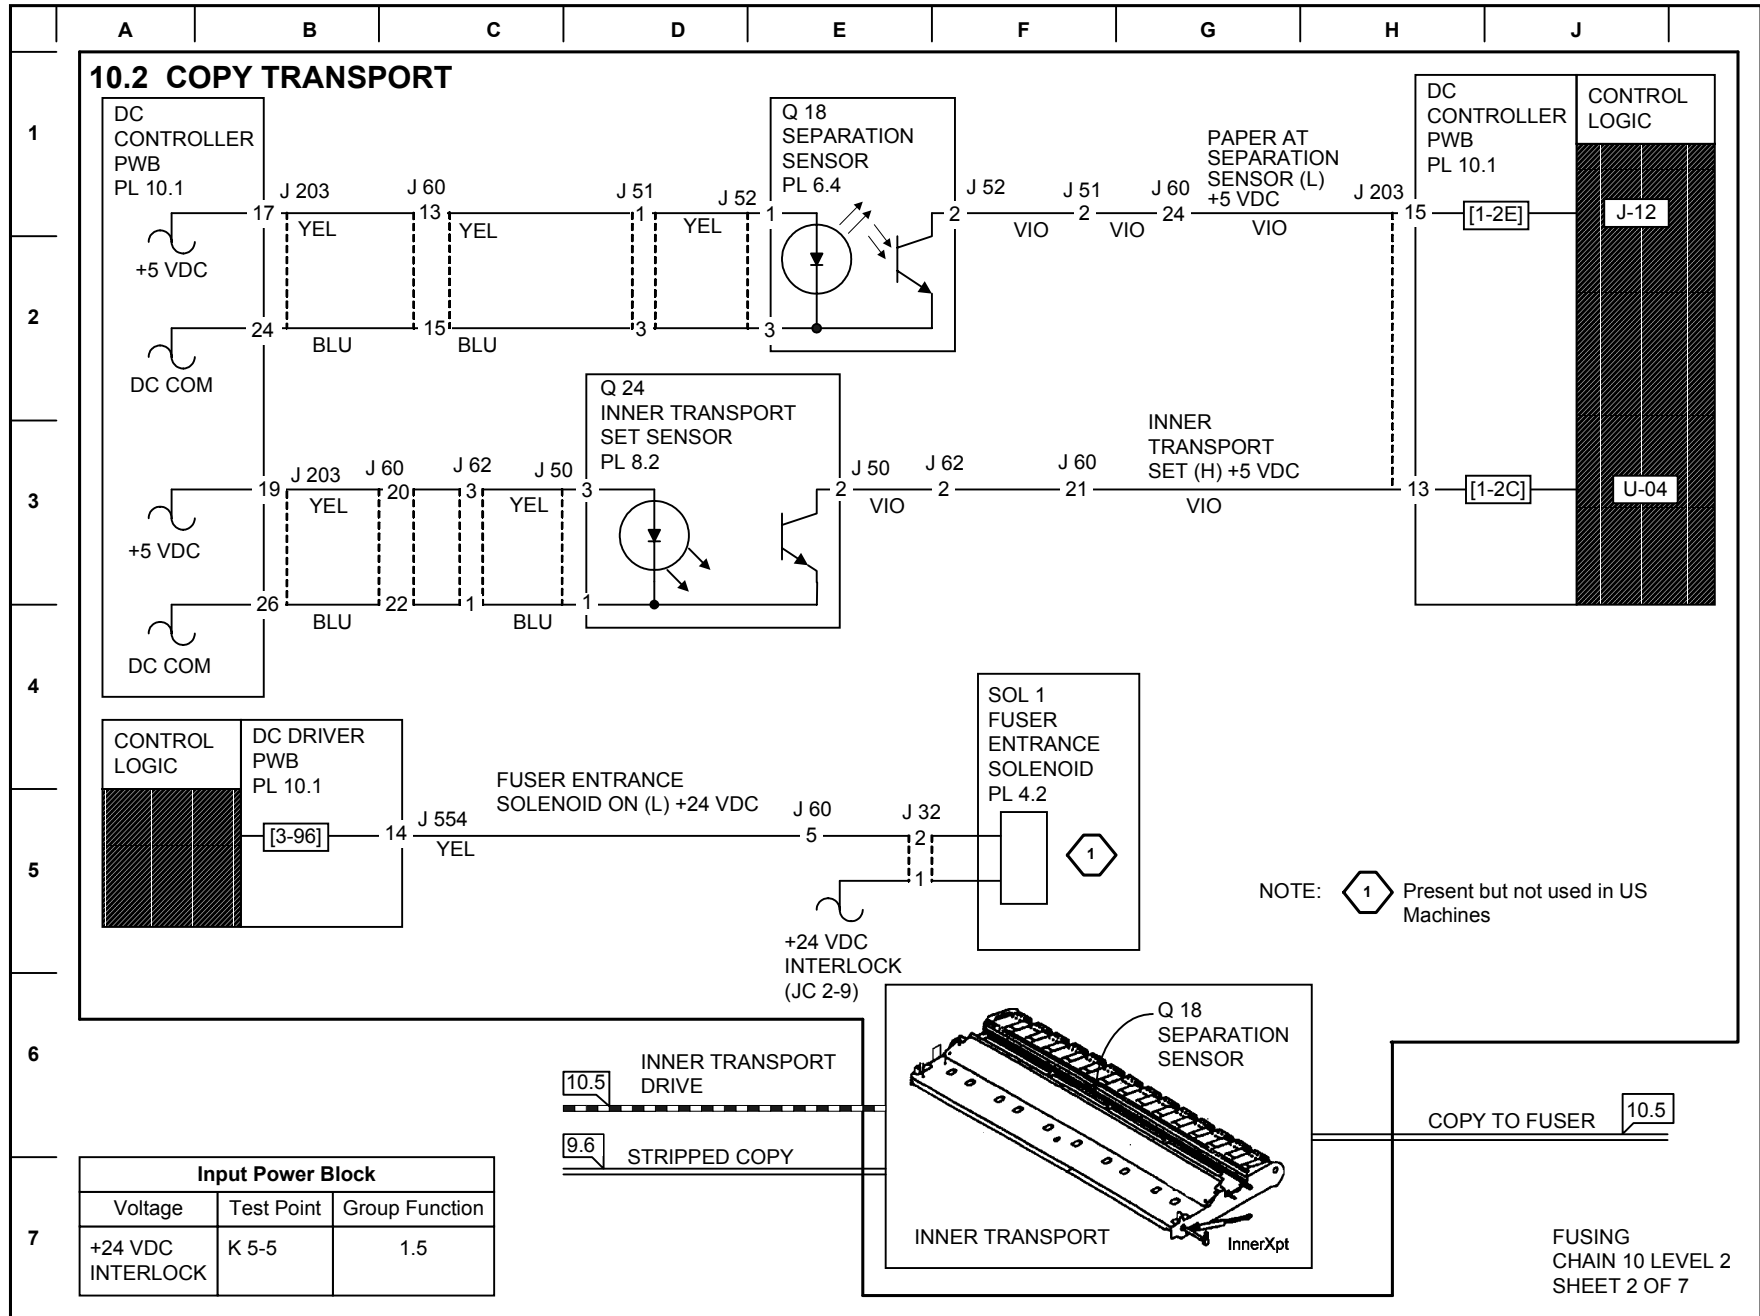 A B C D E F G H J
1
2
3
4
5
6
7
10.2 COPY TRANSPORT
DC
CONTROLLER
PWB
PL 10.1
+5 VDC
DC COM
17
J 203
YEL
J 60
13
YEL
J 51
1
YEL
J 52
1
24
BLU
15
BLU
3
3
Q 18
SEPARATION
SENSOR
PL 6.4
2
J 52
VIO
J 51
2
VIO
J 60
24
PAPER AT
SEPARATION
SENSOR (L)
+5 VDC
VIO
J 203
15
DC
CONTROLLER
PWB
PL 10.1
[1-2E]
CONTROL
LOGIC
J-12
+5 VDC
DC COM
19
J 203
YEL
J 60
20
J 62
3
YEL
J 50
3
26
BLU
22
1
BLU
1
Q 24
INNER TRANSPORT
SET SENSOR
PL 8.2
2
J 50
VIO
J 62
2
J 60
21
INNER
TRANSPORT
SET (H) +5 VDC
VIO
13
[1-2C]
U-04
CONTROL
LOGIC
DC DRIVER
PWB
PL 10.1
[3-96]
14
J 554
YEL
FUSER ENTRANCE
SOLENOID ON (L) +24 VDC
J 60
5
J 32
2
1
+24 VDC
INTERLOCK
(JC 2-9)
SOL 1
FUSER
ENTRANCE
SOLENOID
PL 4.2
1
NOTE: 1 Present but not used in US
Machines
10.5
INNER TRANSPORT
DRIVE
9.6
STRIPPED COPY
Q 18
SEPARATION
SENSOR
INNER TRANSPORT
InnerXpt
COPY TO FUSER
10.5
Input Power Block
Voltage Test Point Group Function
+24 VDC
INTERLOCK
K 5-5
1.5
FUSING
CHAIN 10 LEVEL 2
SHEET 2 OF 7